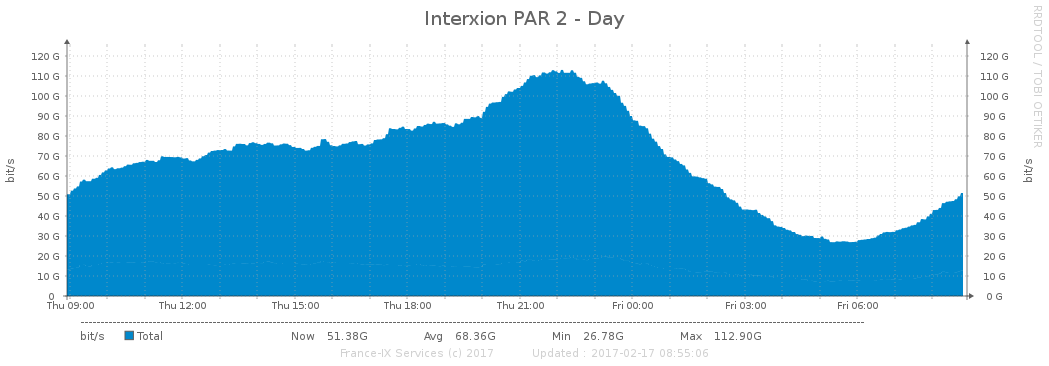 Interxion PAR 2 - Day
RRDTOOL / TOBI OETIKER
bit/s
120 G
110 G
100 G
90 G
80 G
70 G
60 G
50 G
40 G
30 G
20 G
10 G
0
120 G
110 G
100 G
90 G
80 G
70 G
60 G
50 G
40 G
30 G
20 G
10 G
0 G
bit/s
Thu 09:00 Thu 12:00 Thu 15:00 Thu 18:00 Thu 21:00 Fri 00:00 Fri 03:00 Fri 06:00
bit/s Total Now 51.38G Avg 68.36G Min 26.78G Max 112.90G
France-IX Services (c) 2017 Updated : 2017-02-17 08:55:06